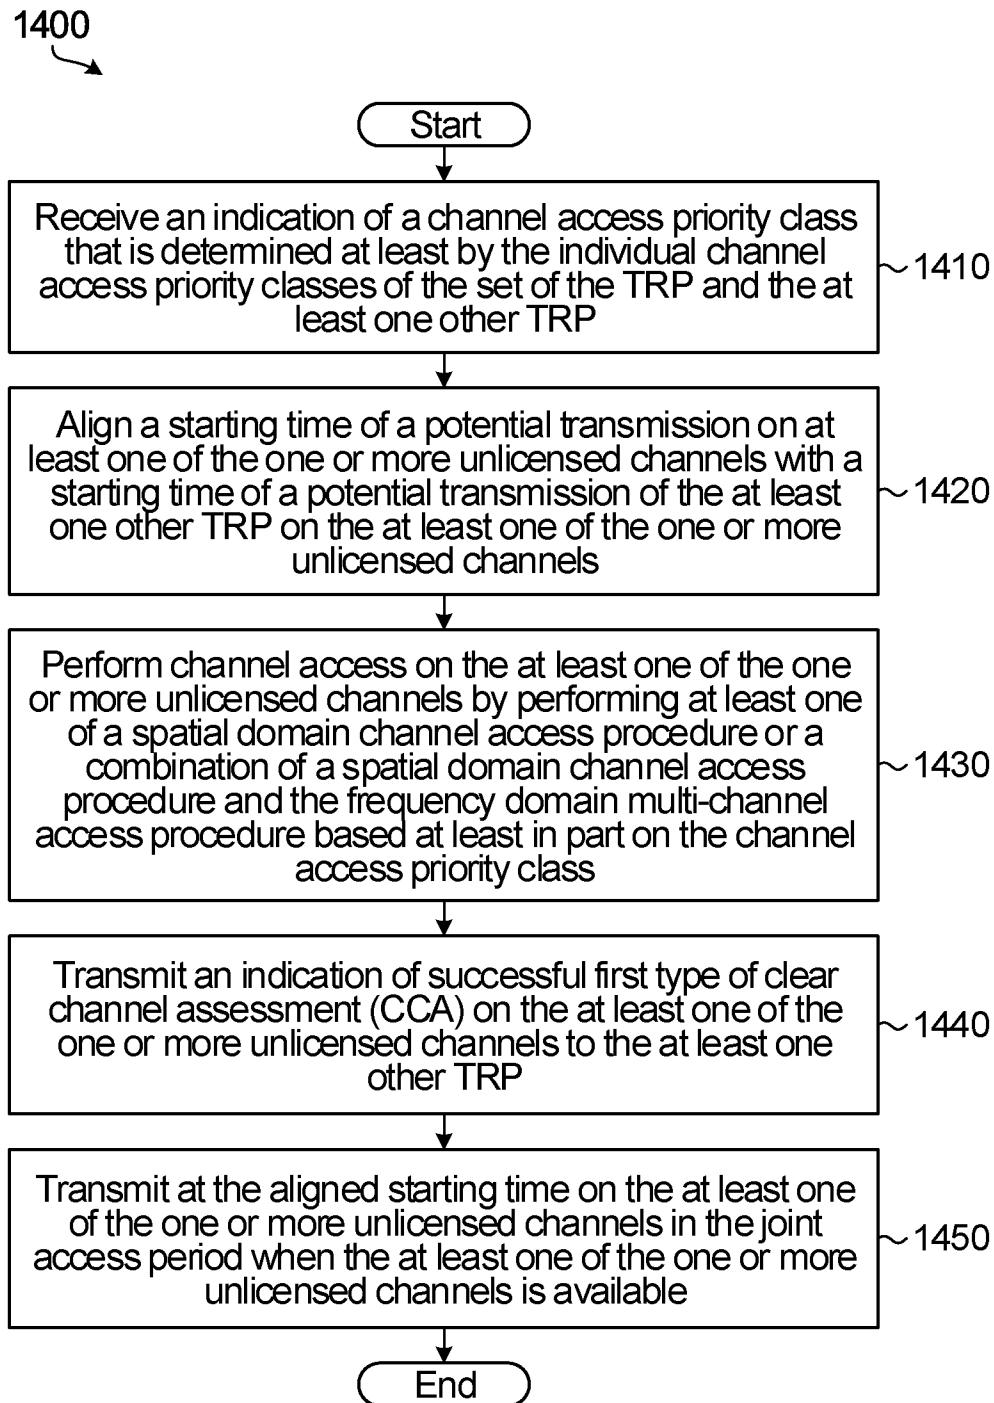 1400
Start
Receive an indication of a channel access priority class
that is determined at least by the individual channel
access priority classes of the set of the TRP and the at
least one other TRP
1410
Align a starting time of a potential transmission on at
least one of the one or more unlicensed channels with a
starting time of a potential transmission of the at least
one other TRP on the at least one of the one or more
unlicensed channels
1420
Perform channel access on the at least one of the one
or more unlicensed channels by performing at least one
of a spatial domain channel access procedure or a
combination of a spatial domain channel access
procedure and the frequency domain multi-channel
access procedure based at least in part on the channel
access priority class
1430
Transmit an indication of successful first type of clear
channel assessment (CCA) on the at least one of the
one or more unlicensed channels to the at least one
other TRP
1440
Transmit at the aligned starting time on the at least one
of the one or more unlicensed channels in the joint
access period when the at least one of the one or more
unlicensed channels is available
1450
End